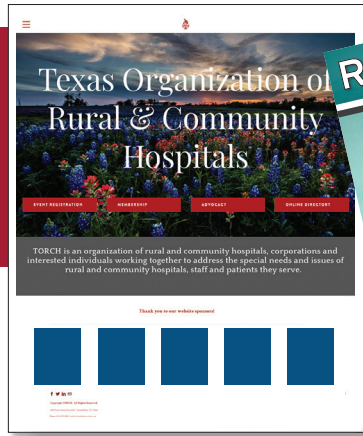 Texas Organization of
Rural & Community
Hospitals
R
EVENT REGISTRATION
MEMBERSHIP
ADVOCACY
ONLINE DIRECTORY
TORCH is an organization of rural and community hospitals, corporations and
interested individuals working together to address the special needs and issues of
rural and community hospitals, staff and patients they serve.
Thank you to our website sponsors!